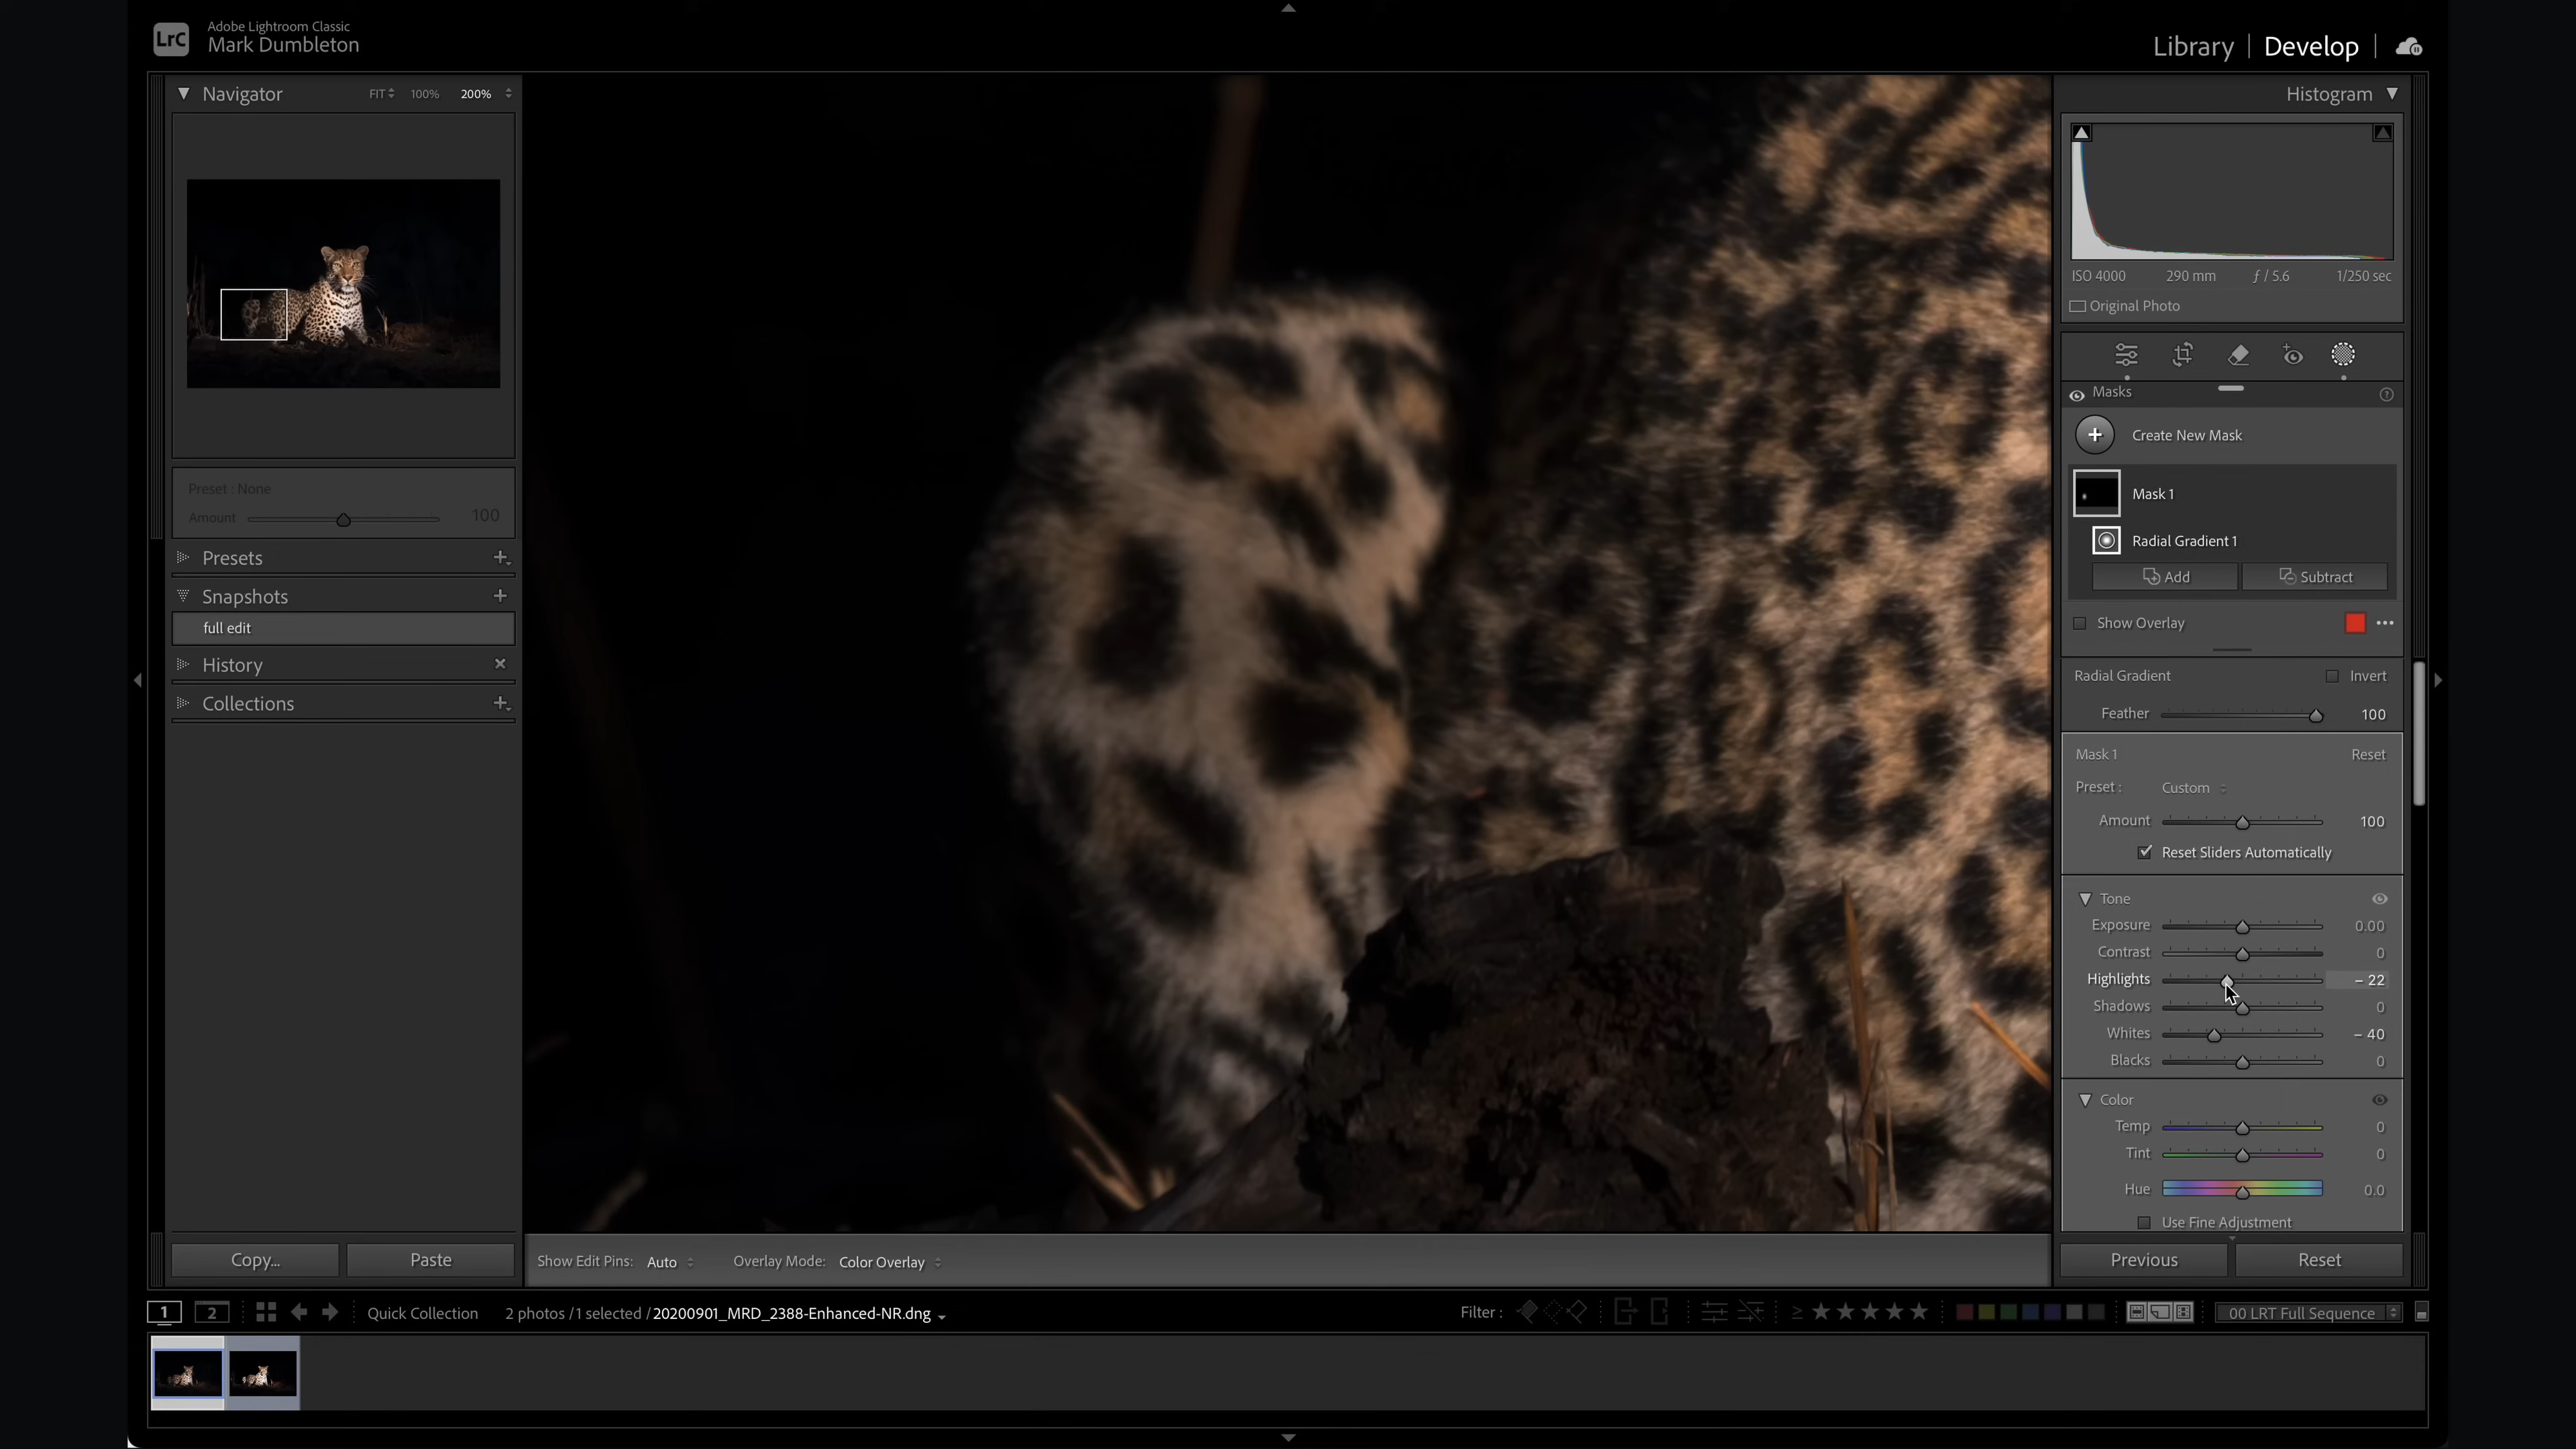 LrC
Adobe Lightroom Classic
Mark Dumbleton
Library | Develop
Navigator FIT 100% 200%
Preset : None
Amount 100
Presets
Snapshots
full edit
History
Collections
Copy... Paste
Show Edit Pins: Auto Overlay Mode: Color Overlay
Histogram
ISO 4000 290 mm ƒ / 5.6 1/250 sec
Original Photo
Masks
Create New Mask
Mask 1
Radial Gradient 1
Add Subtract
Show Overlay
Radial Gradient Invert
Feather 100
Mask 1 Reset
Preset : Custom
Amount 100
Reset Sliders Automatically
Tone
Exposure 0.00
Contrast 0
Highlights – 22
Shadows 0
Whites – 40
Blacks 0
Color
Temp 0
Tint 0
Hue 0.0
Use Fine Adjustment
Previous Reset
1 2 Quick Collection 2 photos / 1 selected / 20200901_MRD_2388-Enhanced-NR.dng Filter : ≥ ★★★★★ 00 LRT Full Sequence